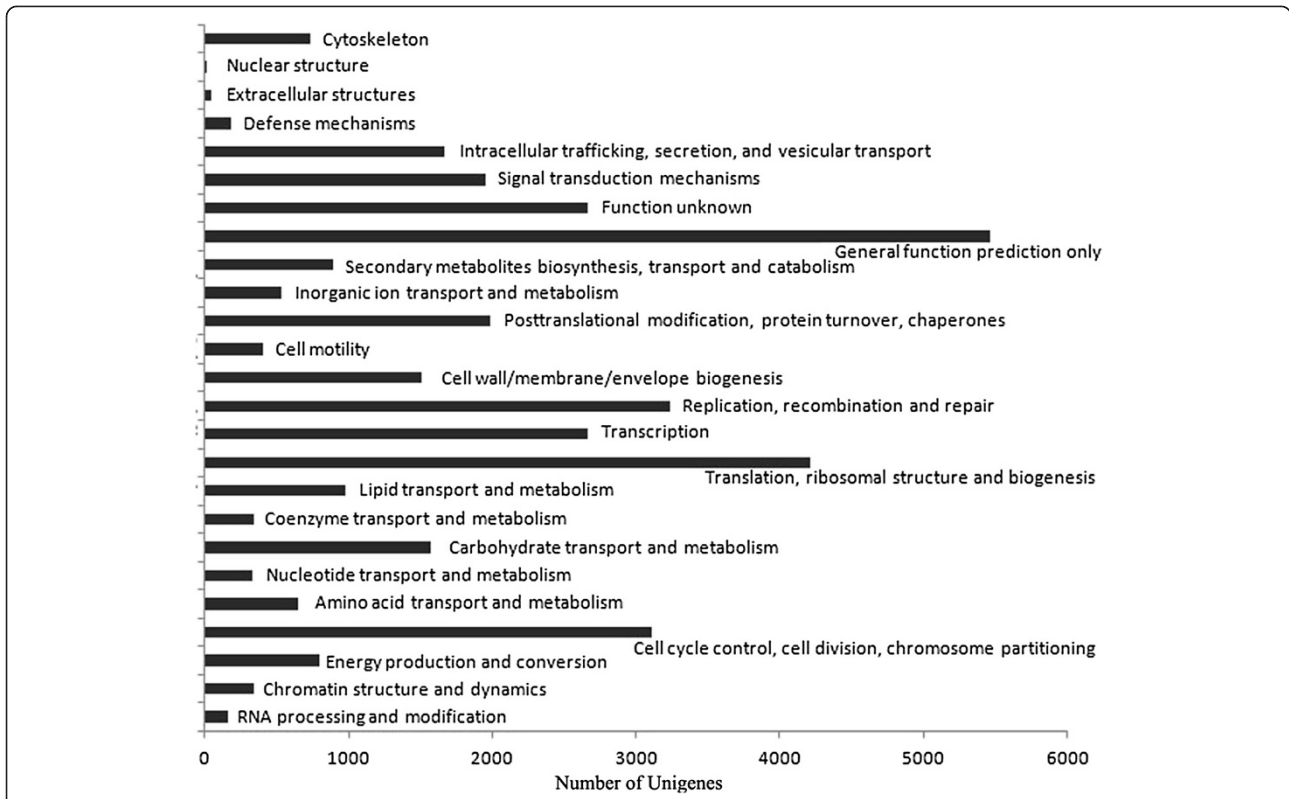 Cytoskeleton
Nuclear structure
Extracellular structures
Defense mechanisms
Intracellular trafficking, secretion, and vesicular transport
Signal transduction mechanisms
Function unknown
General function prediction only
Secondary metabolites biosynthesis, transport and catabolism
Inorganic ion transport and metabolism
Posttranslational modification, protein turnover, chaperones
Cell motility
Cell wall/membrane/envelope biogenesis
Replication, recombination and repair
Transcription
Translation, ribosomal structure and biogenesis
Lipid transport and metabolism
Coenzyme transport and metabolism
Carbohydrate transport and metabolism
Nucleotide transport and metabolism
Amino acid transport and metabolism
Cell cycle control, cell division, chromosome partitioning
Energy production and conversion
Chromatin structure and dynamics
RNA processing and modification
0 1000 2000 3000 4000 5000 6000
Number of Unigenes